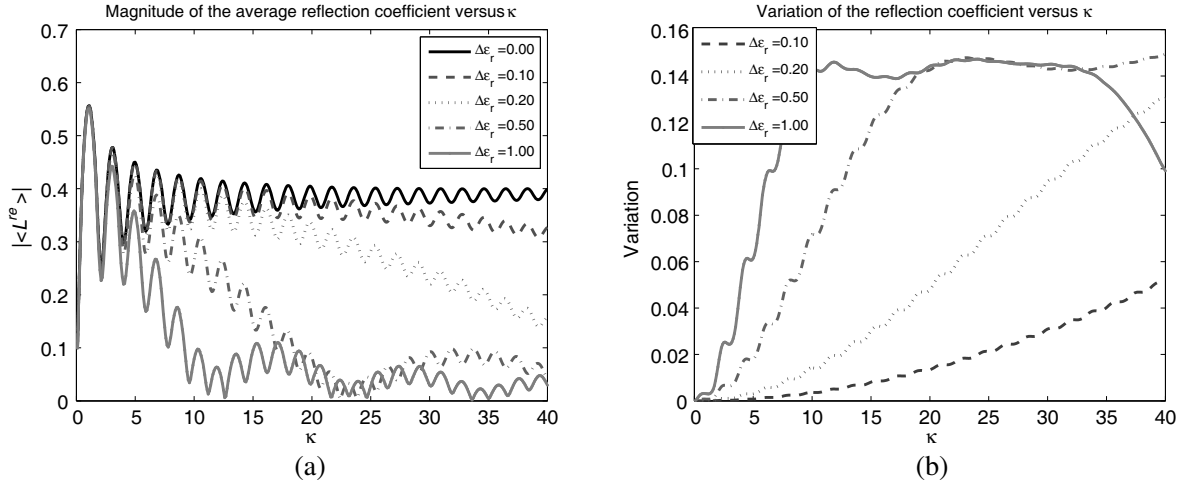 Magnitude of the average reflection coefficient versus κ
0.7
0.6
0.5
0.4
0.3
0.2
0.1
0
|<L^re>|
Δε_r =0.00
Δε_r =0.10
Δε_r =0.20
Δε_r =0.50
Δε_r =1.00
0 5 10 15 20 25 30 35 40
κ
(a)
Variation of the reflection coefficient versus κ
0.16
0.14
0.12
0.1
0.08
0.06
0.04
0.02
0
Variation
Δε_r =0.10
Δε_r =0.20
Δε_r =0.50
Δε_r =1.00
0 5 10 15 20 25 30 35 40
κ
(b)